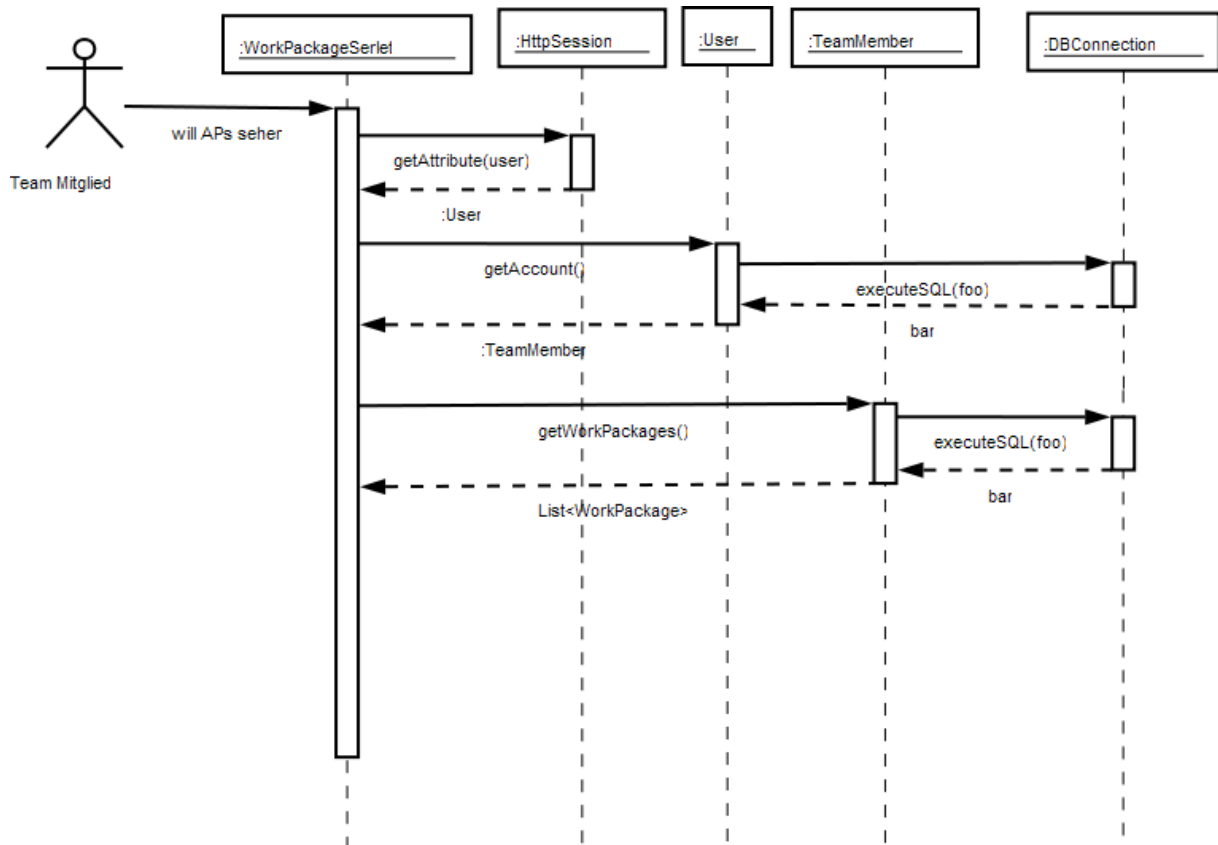 :WorkPackageSerlet
:HttpSession
:User
:TeamMember
:DBConnection
will APs seher
Team Mitglied
getAttribute(user)
:User
getAccount()
executeSQL(foo)
bar
:TeamMember
getWorkPackages()
executeSQL(foo)
bar
List<WorkPackage>